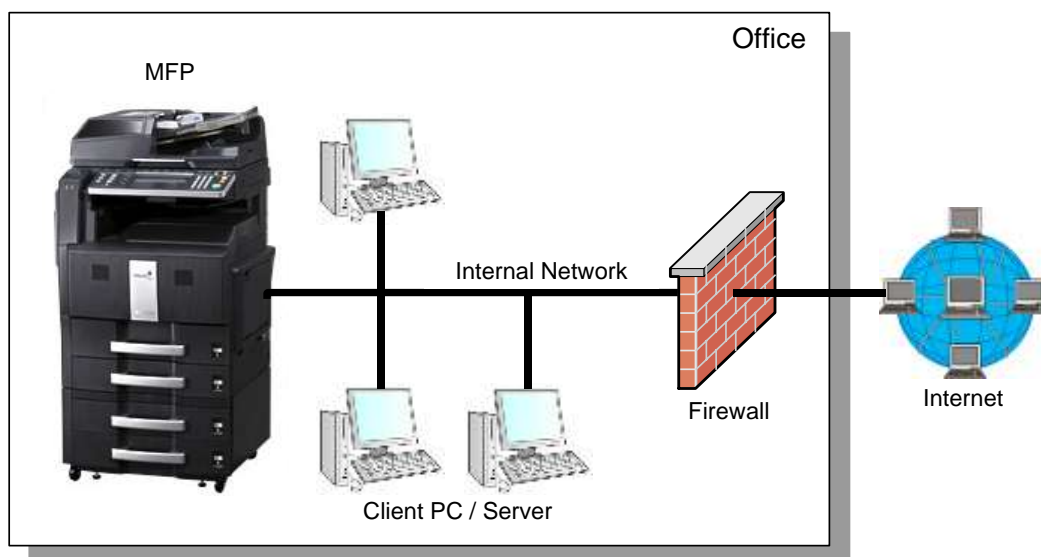 Office
MFP
Internal Network
Firewall
Internet
Client PC / Server